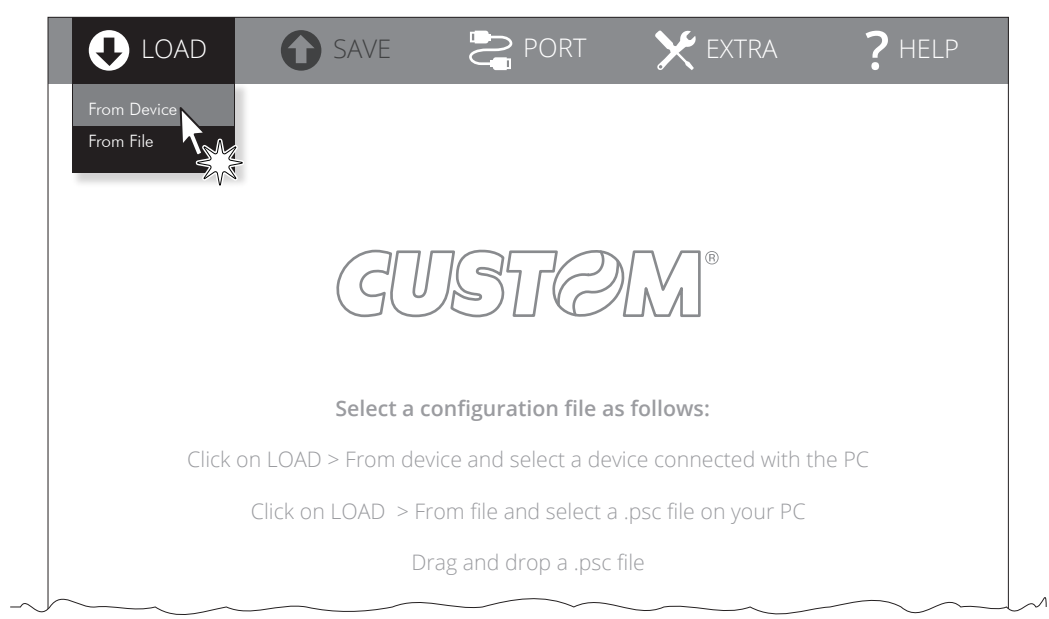 LOAD SAVE PORT EXTRA ? HELP
From Device
From File
CUSTOM®
Select a configuration file as follows:
Click on LOAD > From device and select a device connected with the PC
Click on LOAD > From file and select a .psc file on your PC
Drag and drop a .psc file